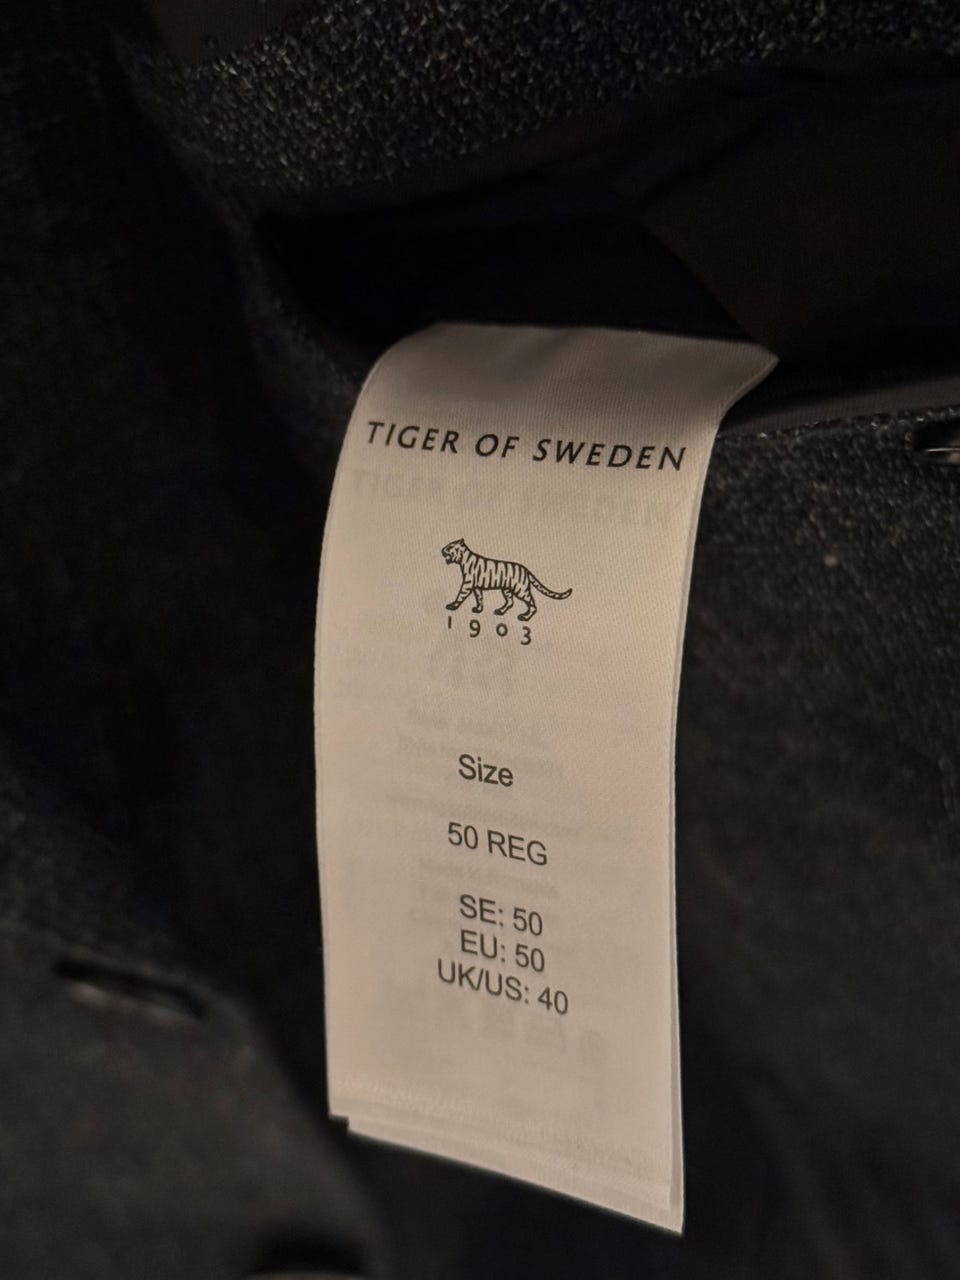 TIGER OF SWEDEN
1903
Size
50 REG
SE: 50
EU: 50
UK/US: 40